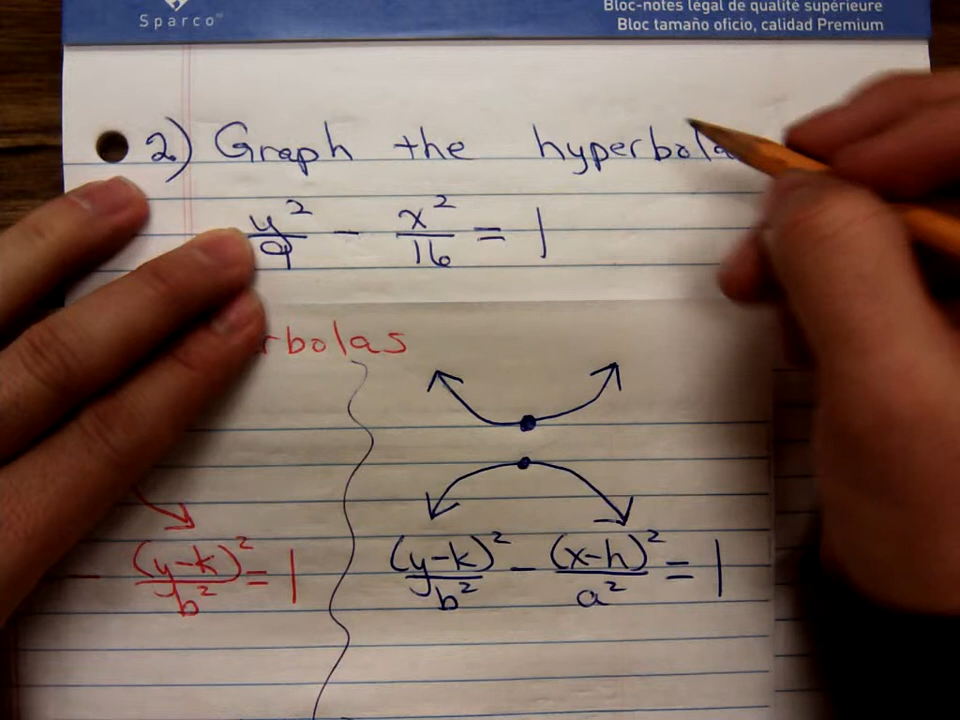 Sparco
Bloc-notes légal de qualité supérieure
Bloc tamaño oficio, calidad Premium
2) Graph the hyperbola
y²/9 - x²/16 = 1
rbolas
- (y-k)²/b² = 1
(y-k)²/b² - (x-h)²/a² = 1